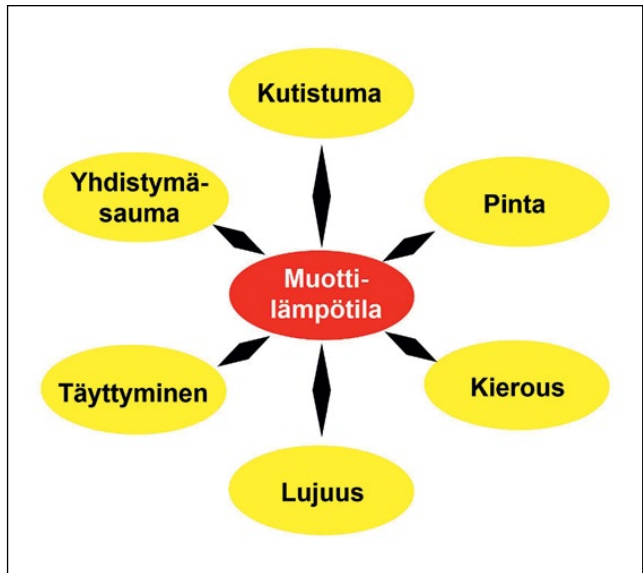 Kutistuma
Yhdistymä-
sauma
Pinta
Muotti-
lämpötila
Täyttyminen
Kierous
Lujuus